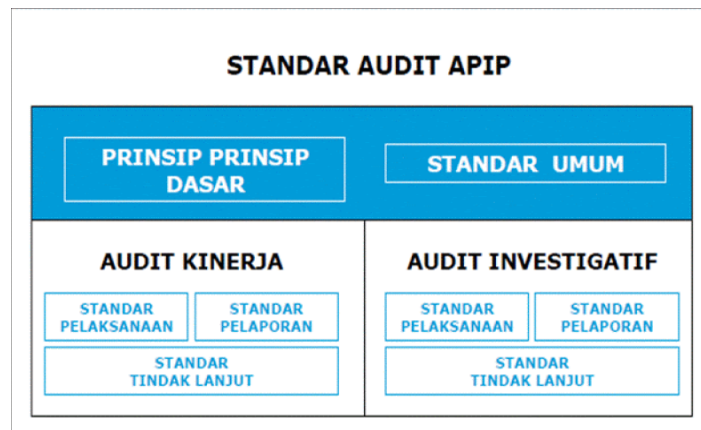 STANDAR AUDIT APIP
PRINSIP PRINSIP
DASAR
STANDAR UMUM
AUDIT KINERJA
STANDAR
PELAKSANAAN
STANDAR
PELAPORAN
STANDAR
TINDAK LANJUT
AUDIT INVESTIGATIF
STANDAR
PELAKSANAAN
STANDAR
PELAPORAN
STANDAR
TINDAK LANJUT